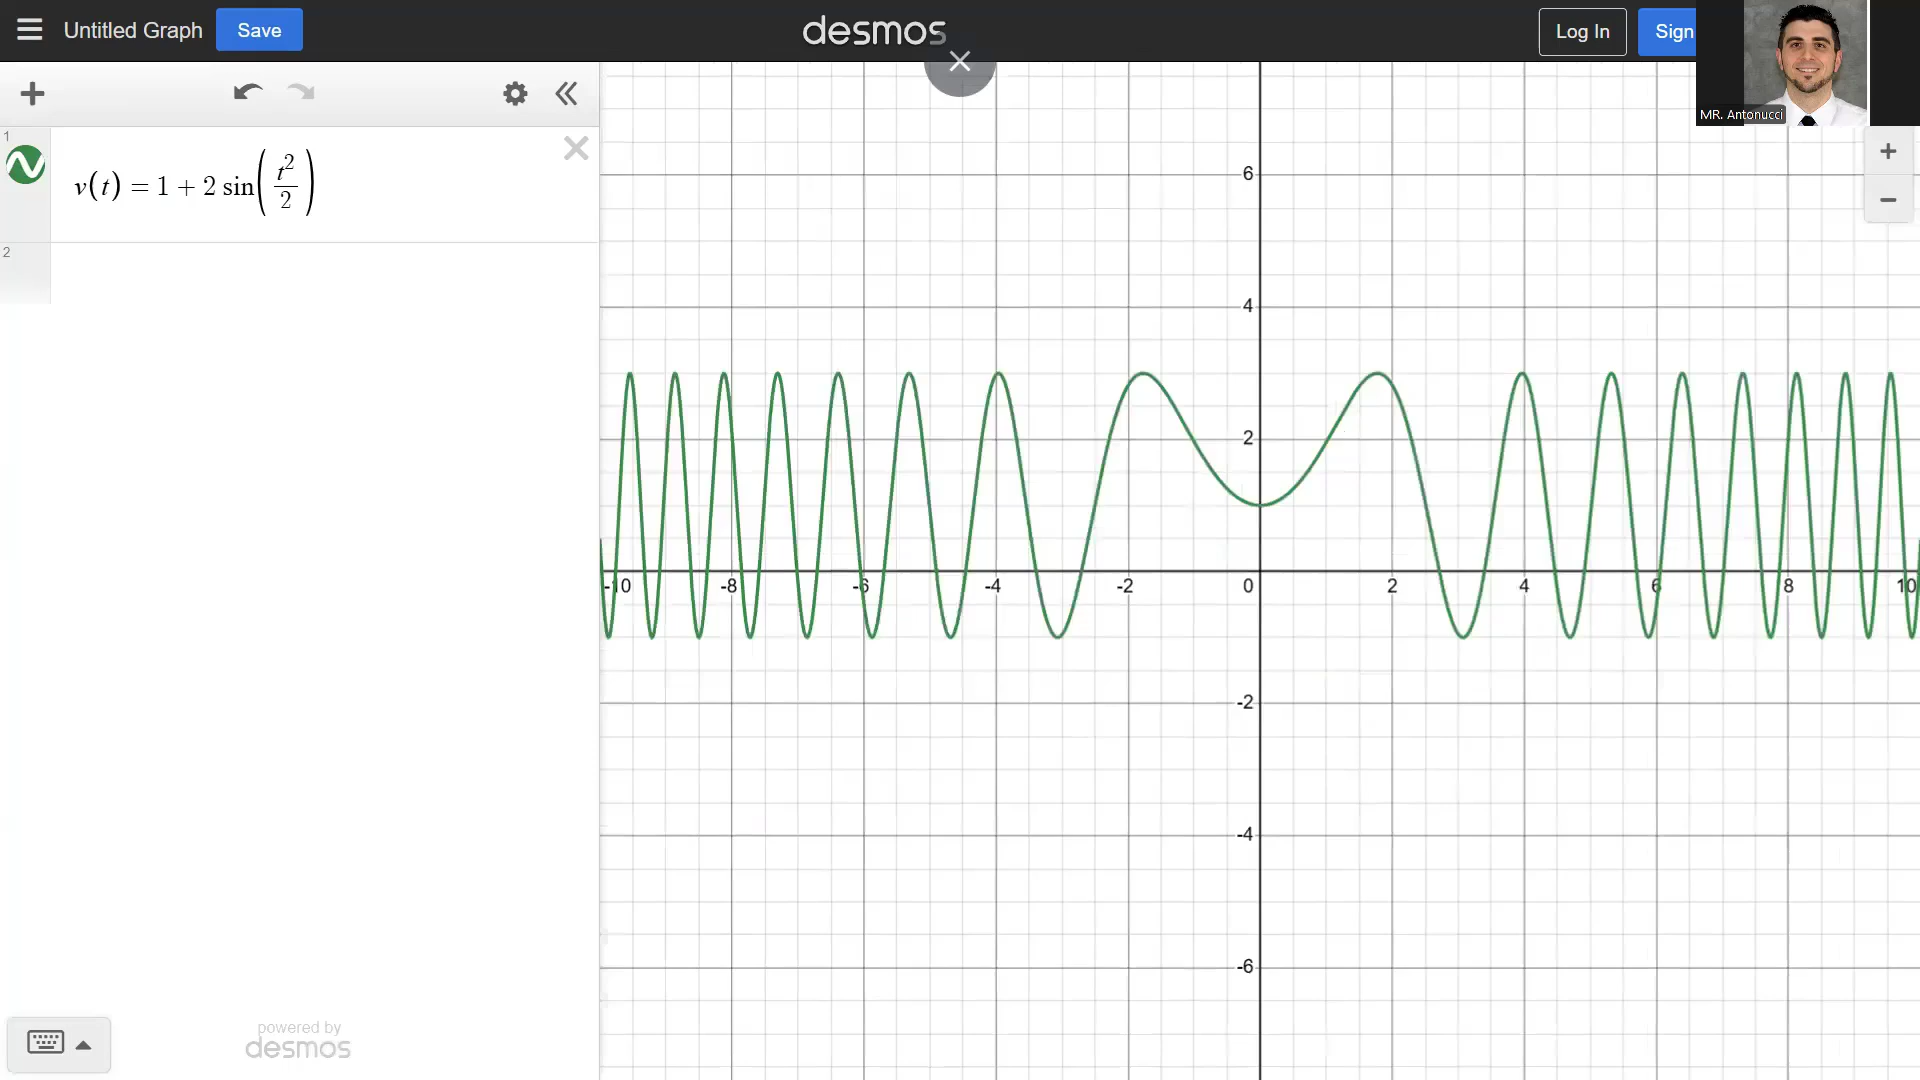 Untitled Graph
Save
desmos
Log In
Sign
MR. Antonucci
1
v(t) = 1 + 2 sin(t²/2)
2
6
4
2
-10 -8 -6 -4 -2 0 2 4 6 8 10
-2
-4
-6
powered by
desmos